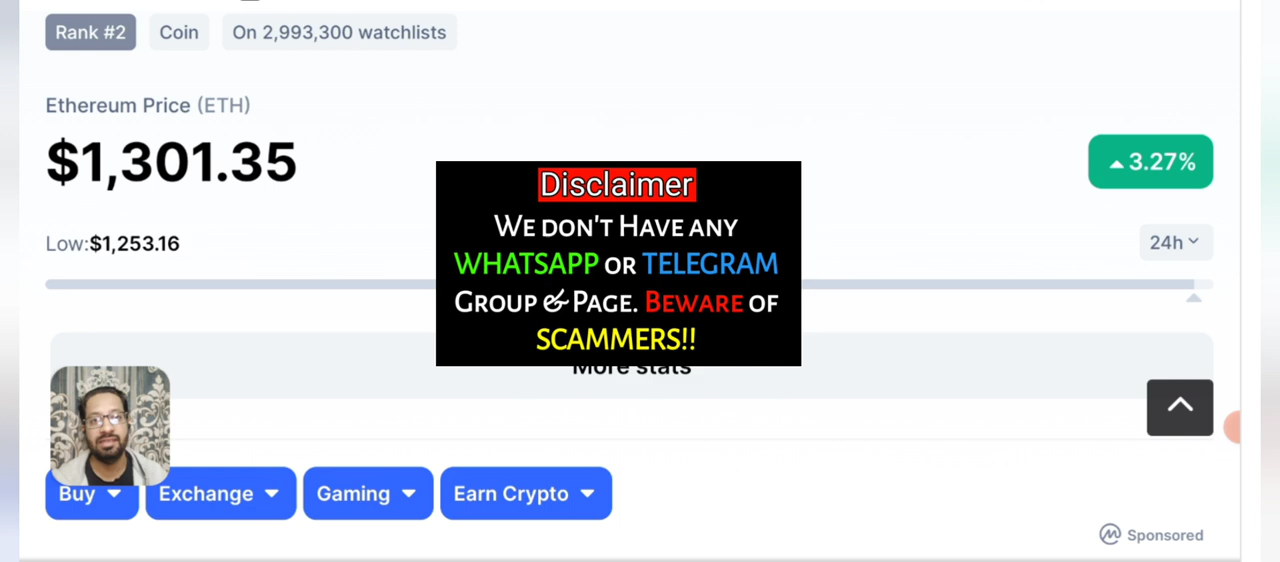 Rank #2 Coin On 2,993,300 watchlists
Ethereum Price (ETH)
$1,301.35
3.27%
Low:$1,253.16
24h
Disclaimer
We don't Have any
WHATSAPP or TELEGRAM
Group & Page. Beware of
SCAMMERS!!
More stats
Buy Exchange Gaming Earn Crypto
Sponsored